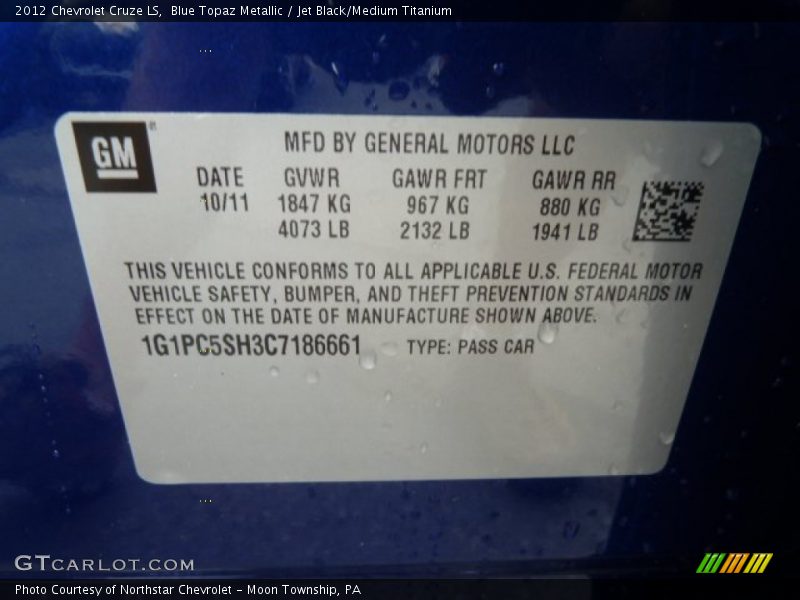 2012 Chevrolet Cruze LS, Blue Topaz Metallic / Jet Black/Medium Titanium
GM
®
MFD BY GENERAL MOTORS LLC
DATE GVWR GAWR FRT GAWR RR
10/11 1847 KG 967 KG 880 KG
4073 LB 2132 LB 1941 LB
THIS VEHICLE CONFORMS TO ALL APPLICABLE U.S. FEDERAL MOTOR
VEHICLE SAFETY, BUMPER, AND THEFT PREVENTION STANDARDS IN
EFFECT ON THE DATE OF MANUFACTURE SHOWN ABOVE.
1G1PC5SH3C7186661 TYPE: PASS CAR
GTCARLOT.COM
Photo Courtesy of Northstar Chevrolet - Moon Township, PA